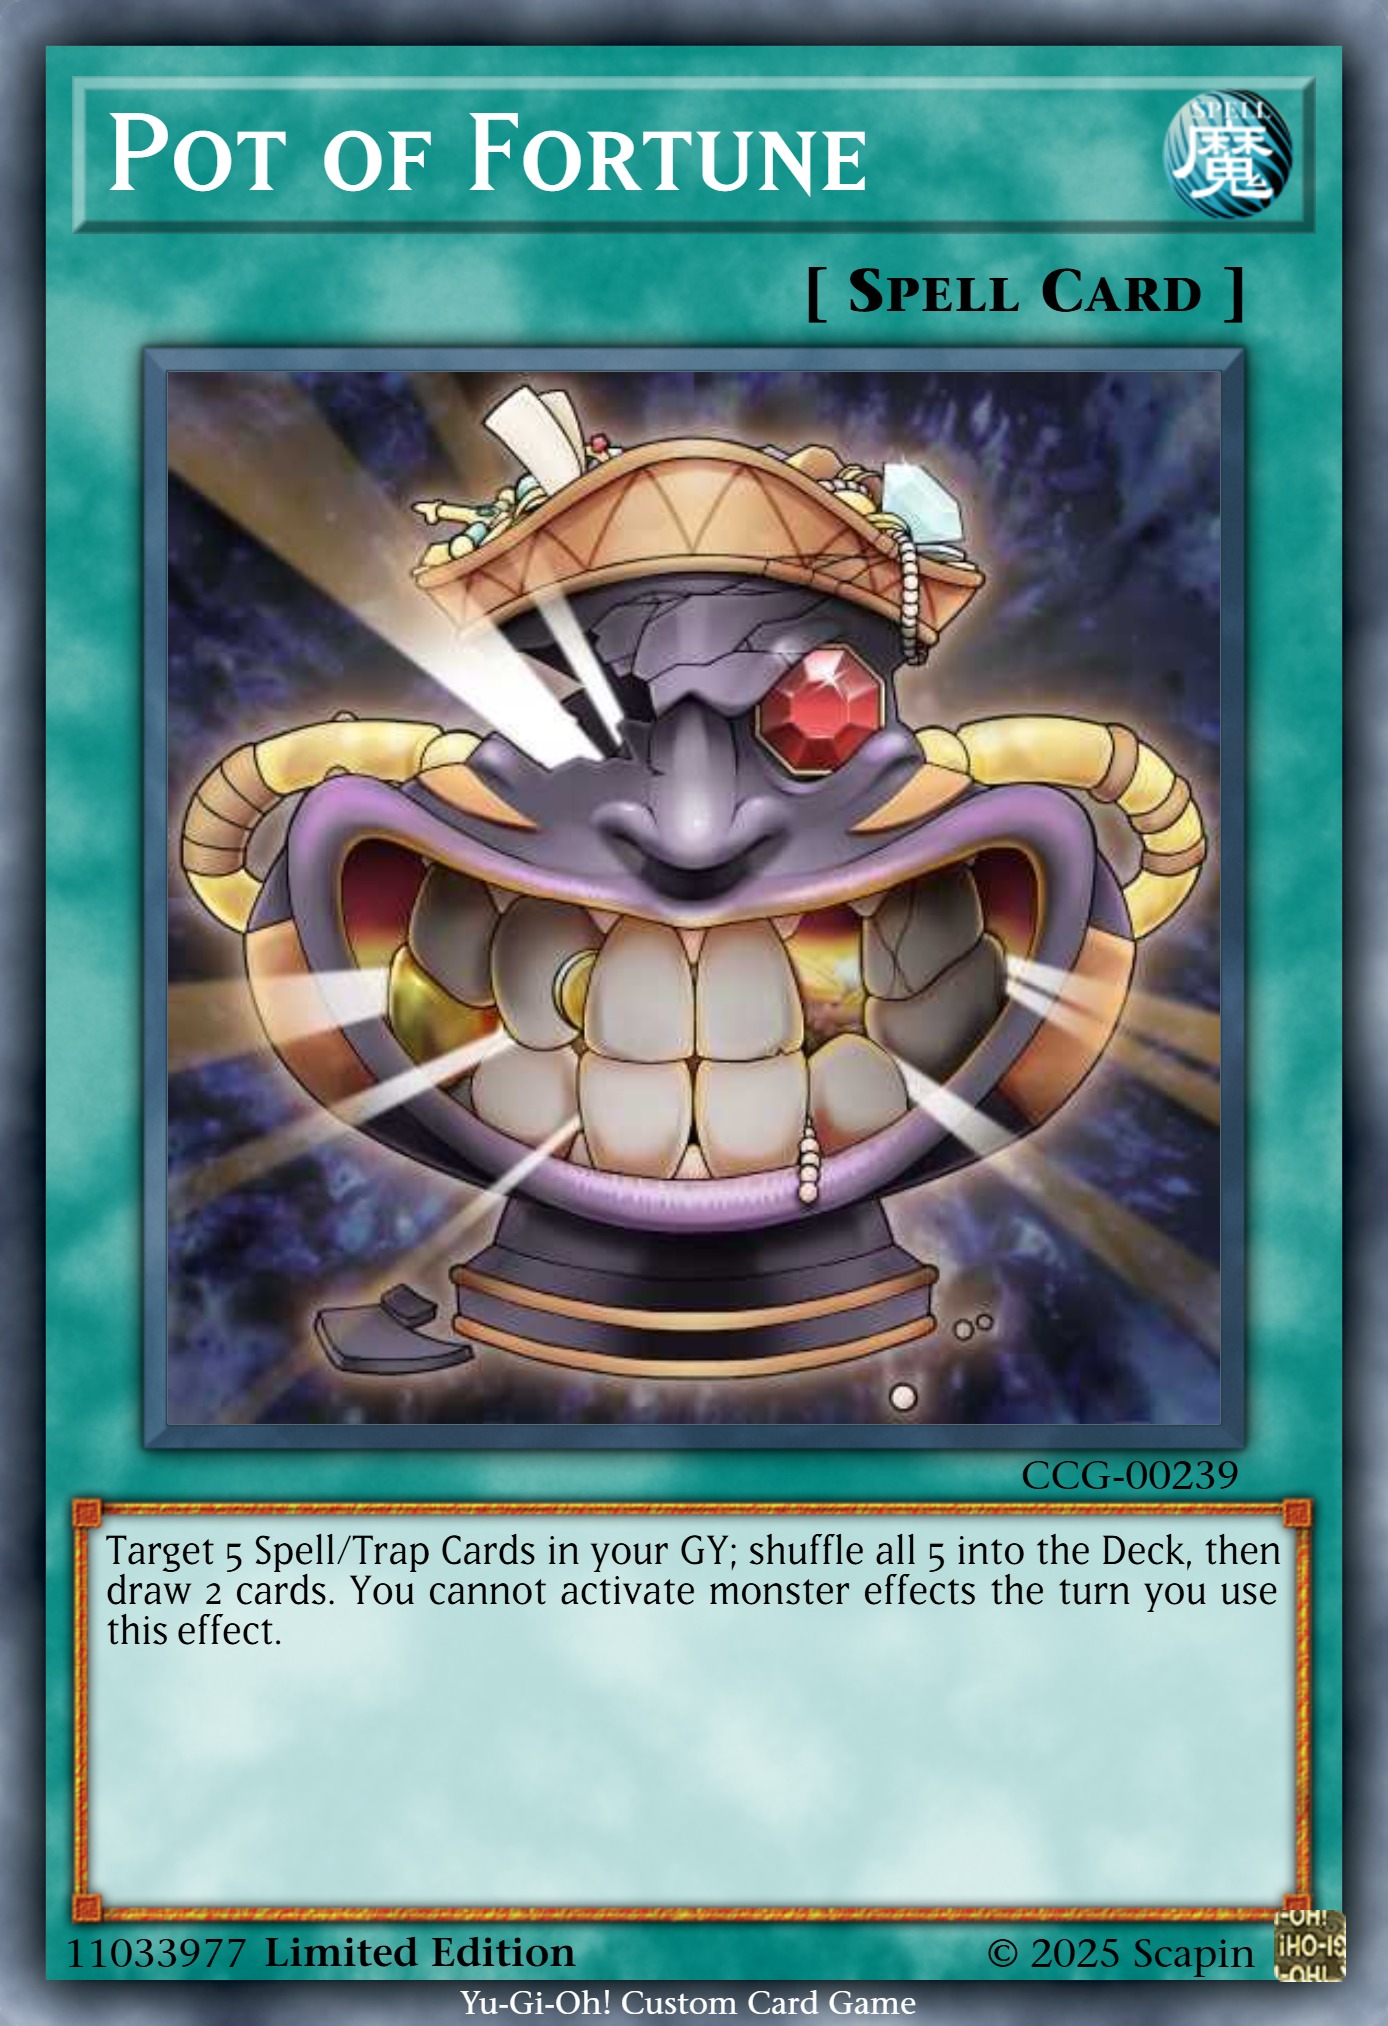 Pot of Fortune
SPELL
魔
[ Spell Card ]
CCG-00239
Target 5 Spell/Trap Cards in your GY; shuffle all 5 into the Deck, then
draw 2 cards. You cannot activate monster effects the turn you use
this effect.
11033977 Limited Edition
© 2025 Scapin
Yu-Gi-Oh! Custom Card Game